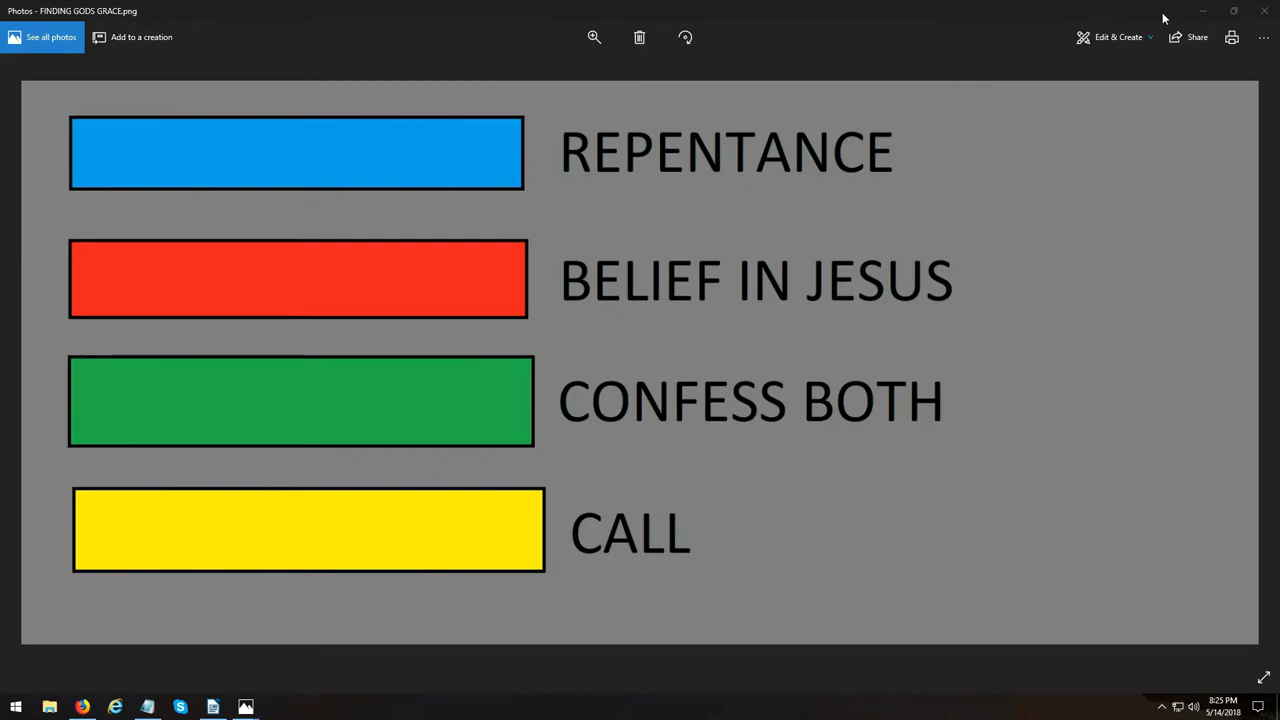 Photos - FINDING GODS GRACE.png
See all photos
Add to a creation
Edit & Create
Share
REPENTANCE
BELIEF IN JESUS
CONFESS BOTH
CALL
8:25 PM
5/14/2018